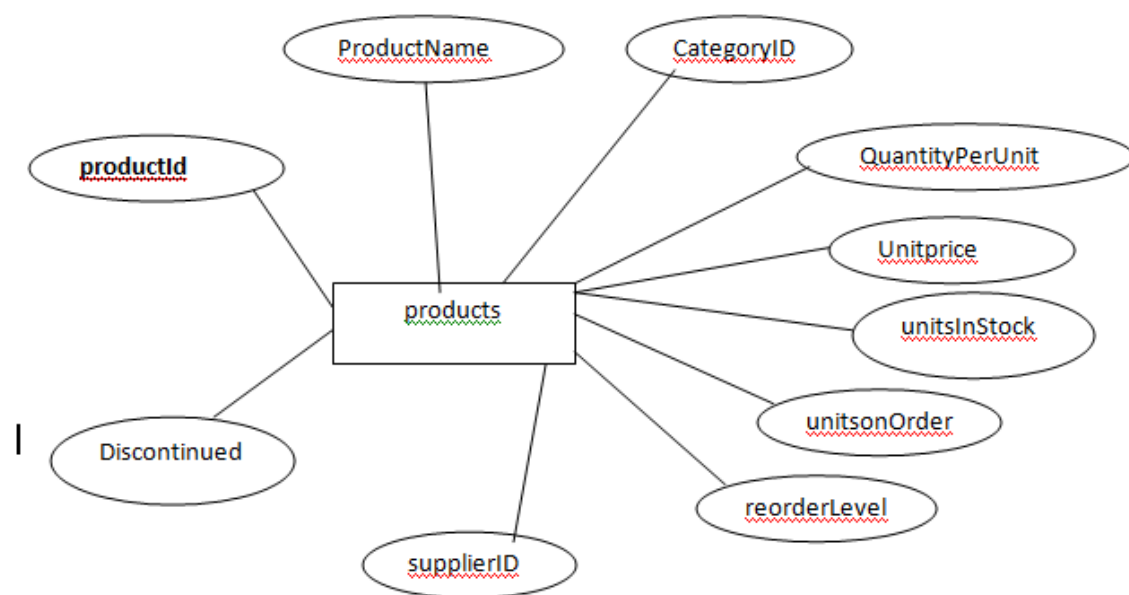 ProductName
CategoryID
productId
QuantityPerUnit
Unitprice
products
unitsInStock
unitsonOrder
Discontinued
reorderLevel
supplierID